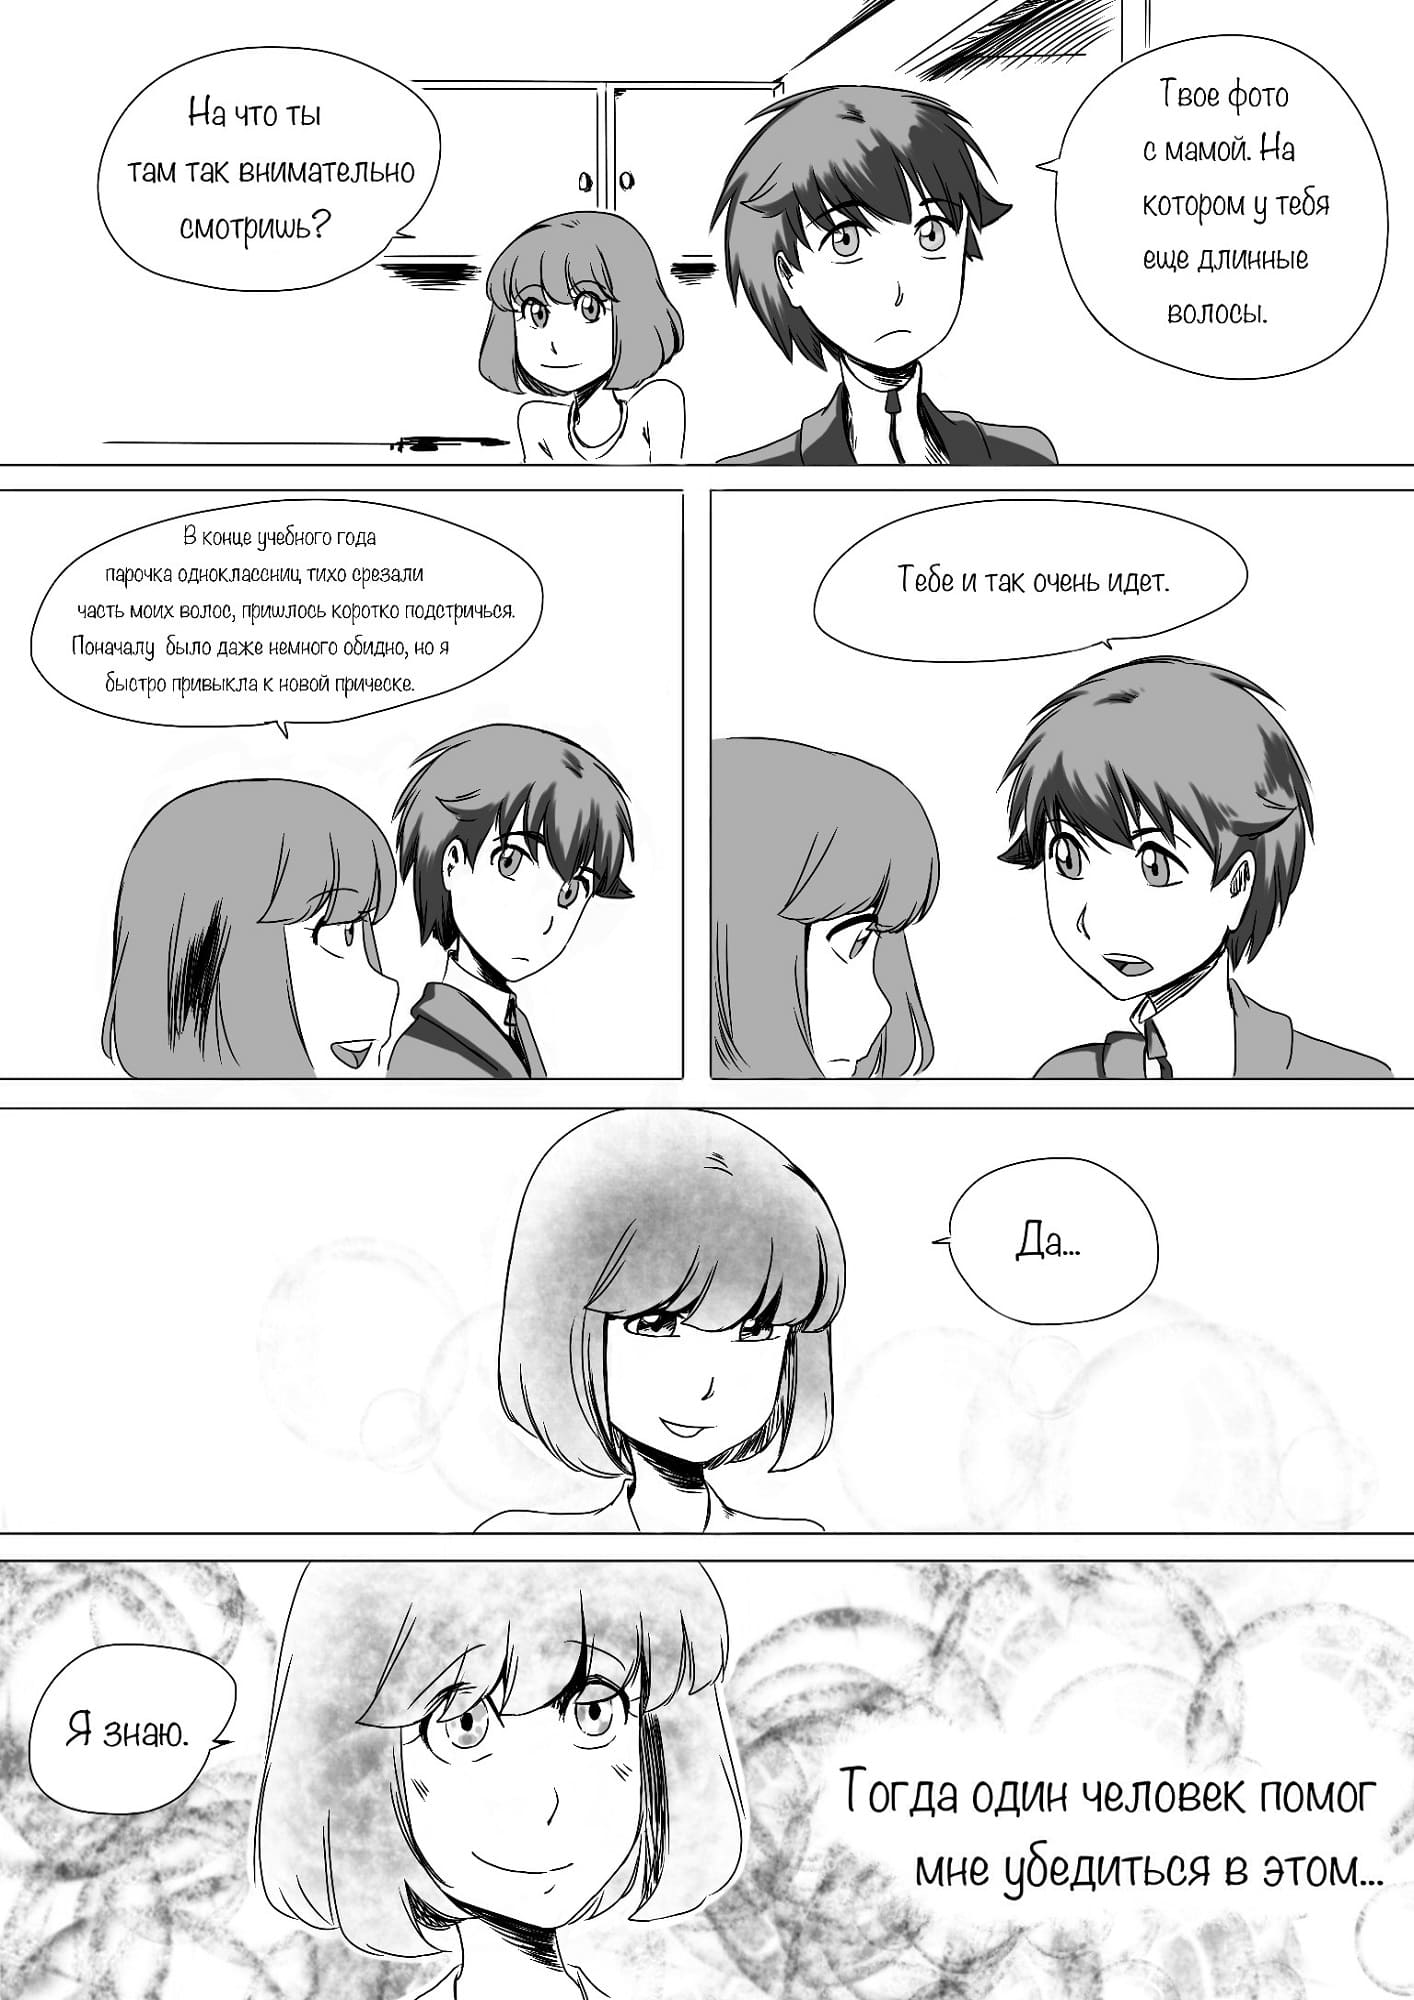 На что ты
там так внимательно
смотришь?
Твое фото
с мамой. На
котором у тебя
еще длинные
волосы.
В конце учебного года
парочка одноклассниц тихо срезали
часть моих волос, пришлось коротко подстричься.
Поначалу было даже немного обидно, но я
быстро привыкла к новой прическе.
Тебе и так очень идет.
Да...
Я знаю.
Тогда один человек помог
мне убедиться в этом...